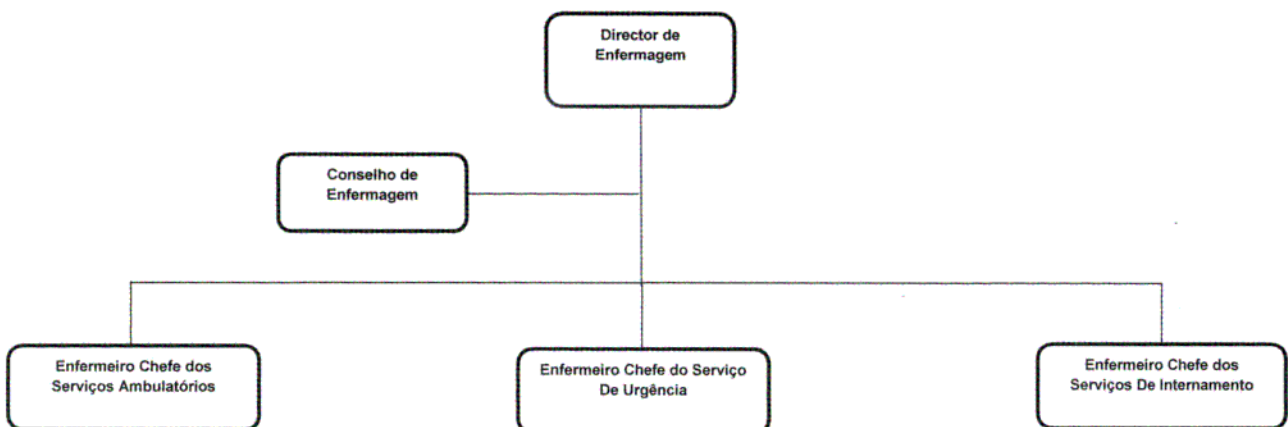 Director de
Enfermagem
Conselho de
Enfermagem
Enfermeiro Chefe dos
Serviços Ambulatórios
Enfermeiro Chefe do Serviço
De Urgência
Enfermeiro Chefe dos
Serviços De Internamento